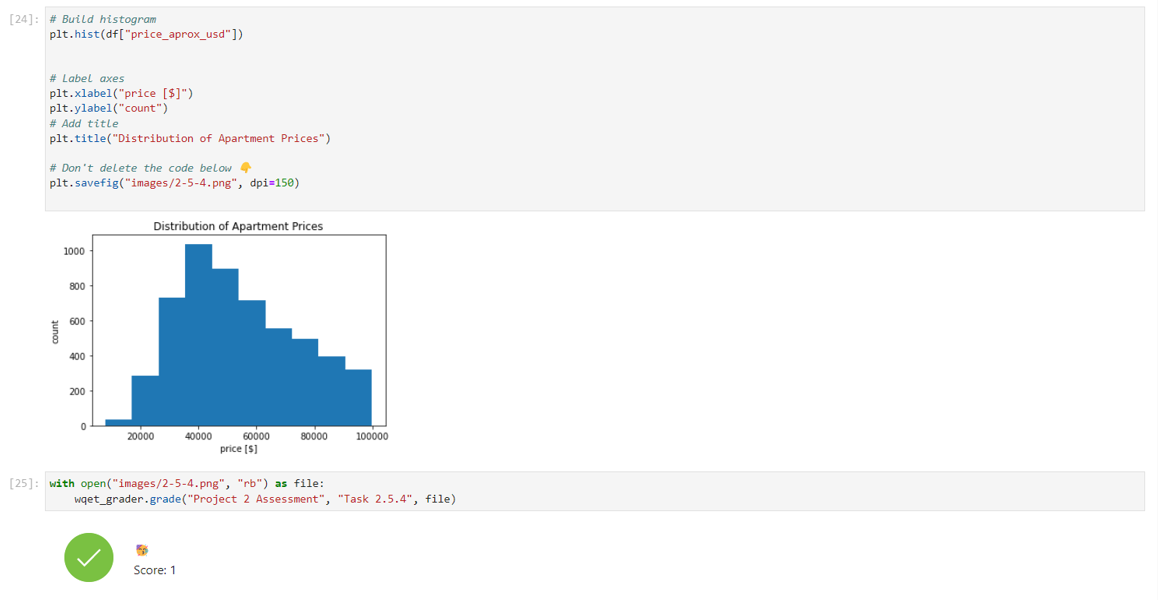 [24]:
# Build histogram
plt.hist(df["price_aprox_usd"])
# Label axes
plt.xlabel("price [$]")
plt.ylabel("count")
# Add title
plt.title("Distribution of Apartment Prices")
# Don't delete the code below 👇
plt.savefig("images/2-5-4.png", dpi=150)
Distribution of Apartment Prices
1000
800
600
400
200
0
count
20000 40000 60000 80000 100000
price [$]
[25]:
with open("images/2-5-4.png", "rb") as file:
    wqet_grader.grade("Project 2 Assessment", "Task 2.5.4", file)
Score: 1